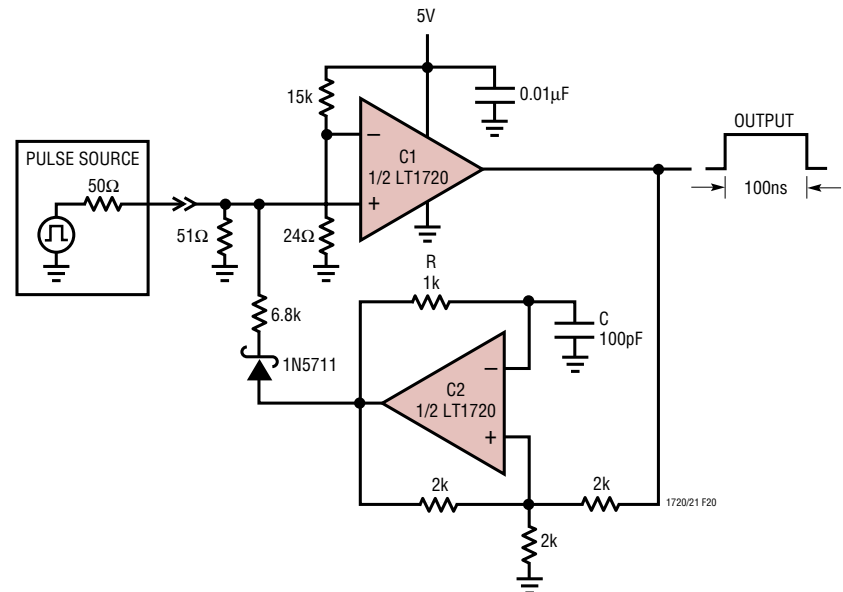 5V
15k
0.01µF
OUTPUT
100ns
PULSE SOURCE
50Ω
−
C1
1/2 LT1720
+
51Ω
24Ω
R
1k
C
100pF
6.8k
1N5711
−
C2
1/2 LT1720
+
2k
2k
2k
1720/21 F20